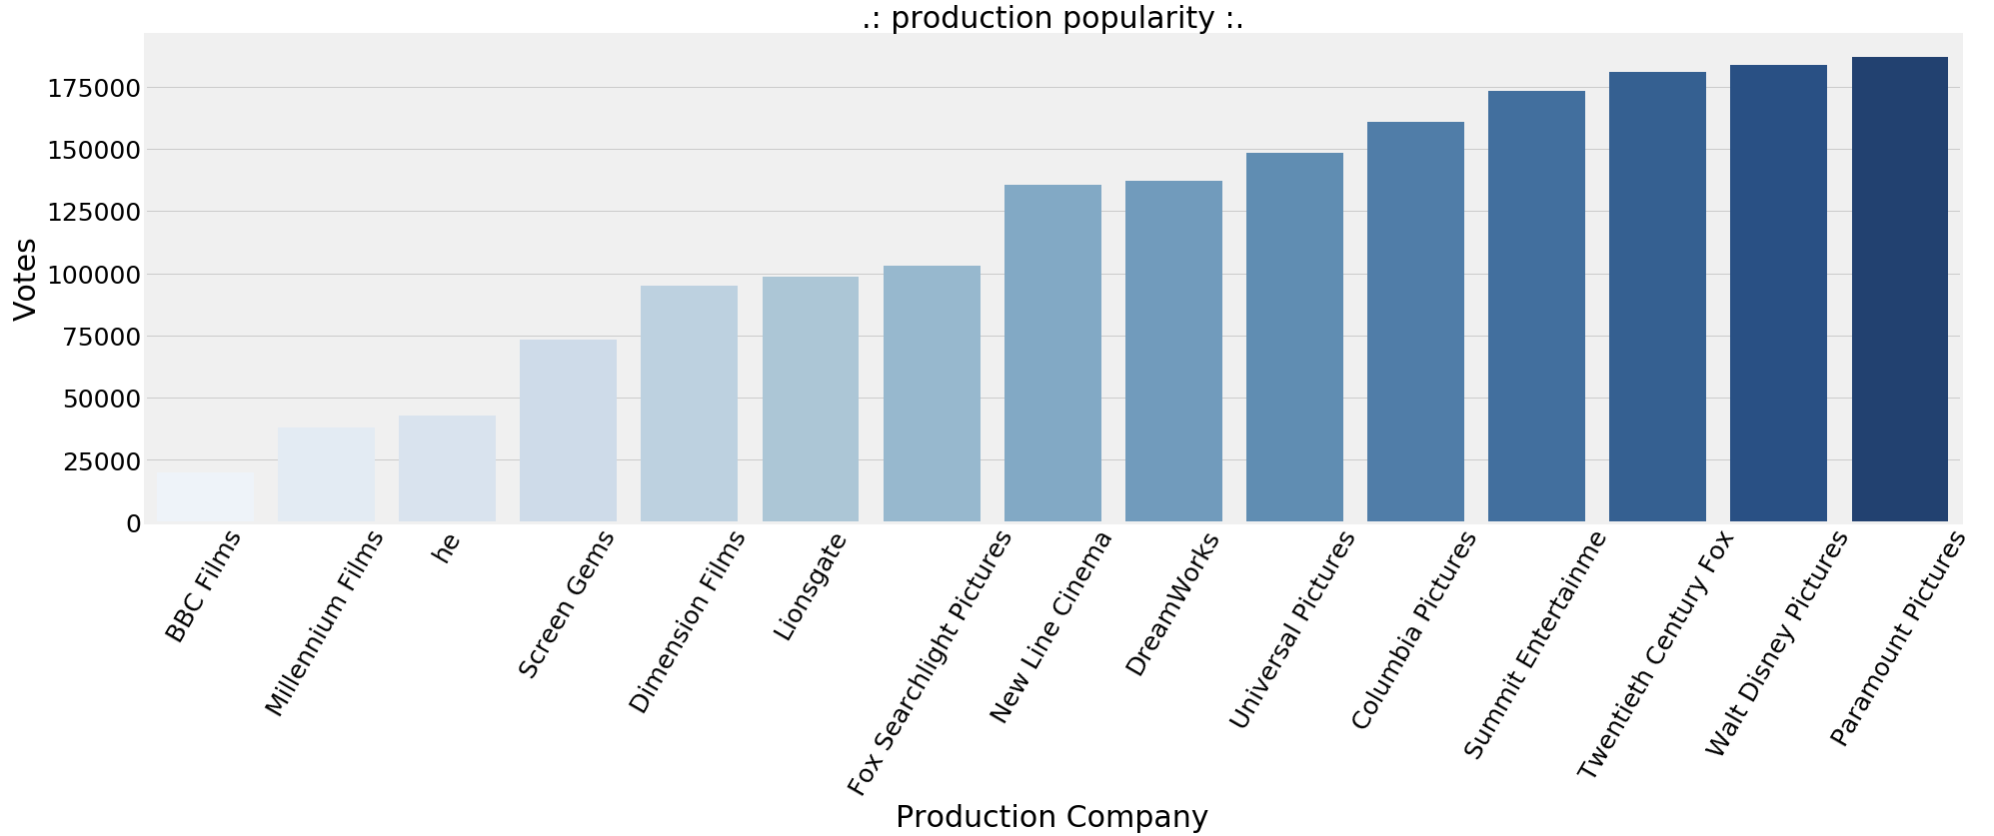 .: production popularity :.
Votes
175000
150000
125000
100000
75000
50000
25000
0
BBC Films
Millennium Films
he
Screen Gems
Dimension Films
Lionsgate
Fox Searchlight Pictures
New Line Cinema
DreamWorks
Universal Pictures
Columbia Pictures
Summit Entertainme
Twentieth Century Fox
Walt Disney Pictures
Paramount Pictures
Production Company